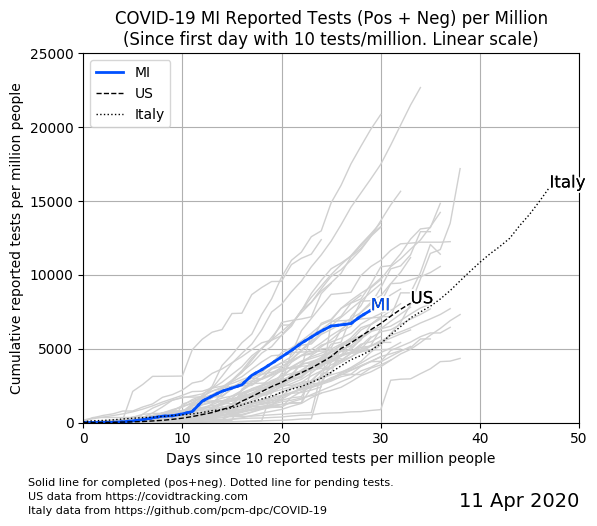 COVID-19 MI Reported Tests (Pos + Neg) per Million
(Since first day with 10 tests/million. Linear scale)
Cumulative reported tests per million people
25000
20000
15000
10000
5000
0
MI
US
Italy
Italy
MI
US
0 10 20 30 40 50
Days since 10 reported tests per million people
Solid line for completed (pos+neg). Dotted line for pending tests.
US data from https://covidtracking.com
Italy data from https://github.com/pcm-dpc/COVID-19
11 Apr 2020